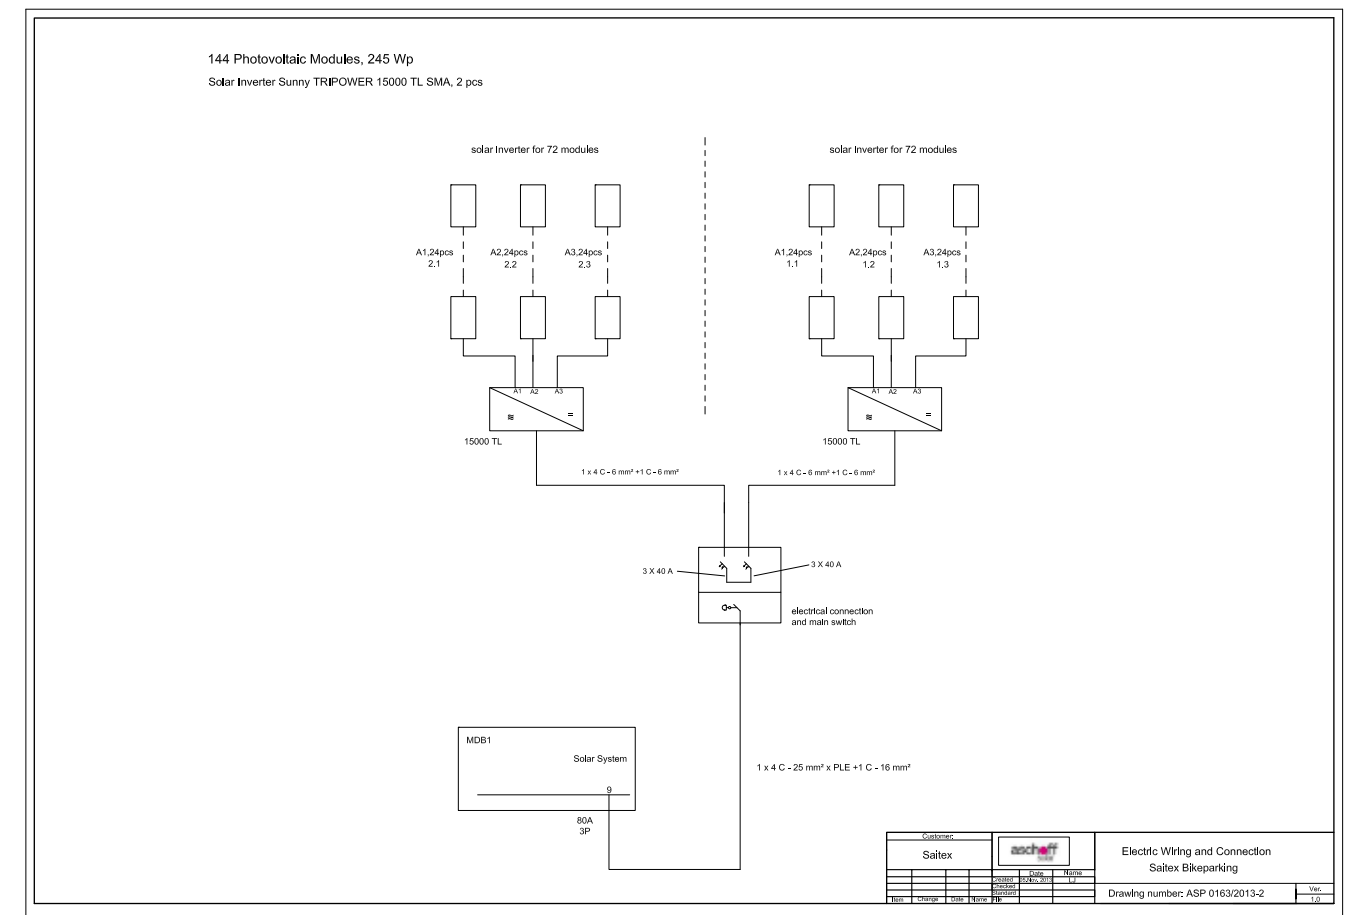 144 Photovoltaic Modules, 245 Wp
Solar Inverter Sunny TRIPOWER 15000 TL SMA, 2 pcs
solar Inverter for 72 modules
solar Inverter for 72 modules
A1,24pcs
2.1
A2,24pcs
2.2
A3,24pcs
2.3
A1,24pcs
1.1
A2,24pcs
1.2
A3,24pcs
1.3
A1 A2 A3
A1 A2 A3
≋ =
≋ =
15000 TL
15000 TL
1 x 4 C - 6 mm² +1 C - 6 mm²
1 x 4 C - 6 mm² +1 C - 6 mm²
3 X 40 A
3 X 40 A
electrical connection
and main switch
MDB1
Solar System
9
80A
3P
1 x 4 C - 25 mm² x PLE +1 C - 16 mm²
Customer:
Saitex
aschoff
solar
Electric Wiring and Connection
Saitex Bikeparking
Date Name
Created 05.Nov. 2013 LJ
Checked
Standard
Item Change Date Name File
Drawing number: ASP 0163/2013-2
Ver.
1.0